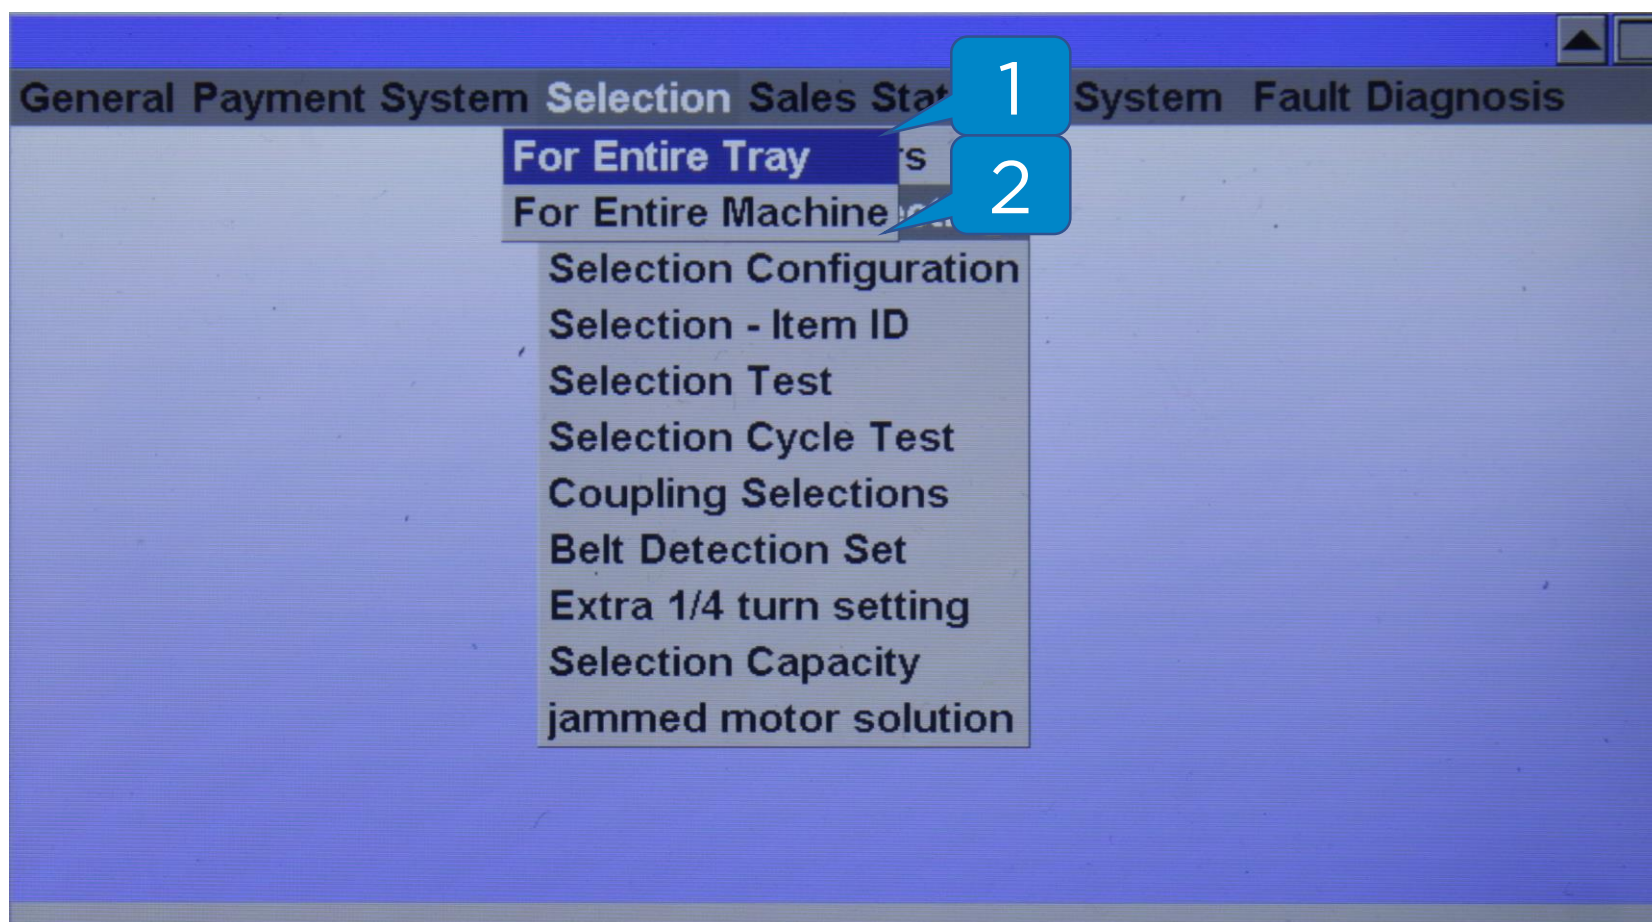 General Payment System Selection Sales Stat System Fault Diagnosis
1
For Entire Tray
For Entire Machine
2
Selection Configuration
Selection - Item ID
Selection Test
Selection Cycle Test
Coupling Selections
Belt Detection Set
Extra 1/4 turn setting
Selection Capacity
jammed motor solution